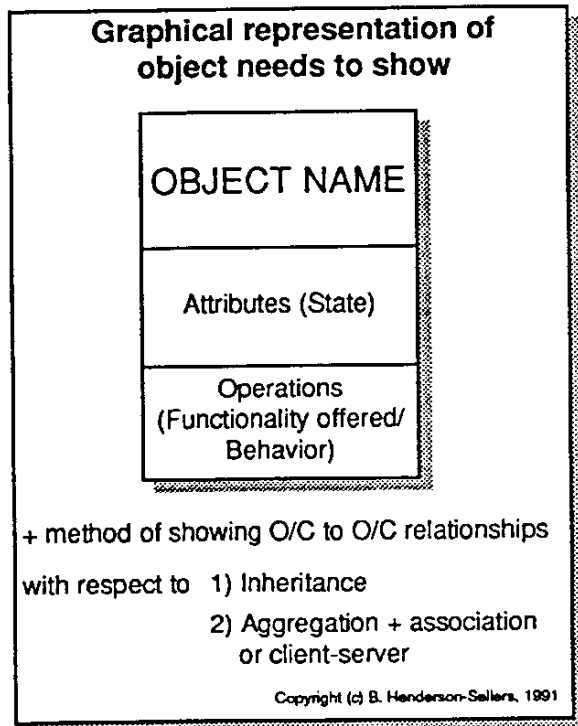 Graphical representation of
object needs to show
OBJECT NAME
Attributes (State)
Operations
(Functionality offered/
Behavior)
+ method of showing O/C to O/C relationships
with respect to 1) Inheritance
2) Aggregation + association
or client-server
Copyright (c) B. Henderson-Sellers, 1991